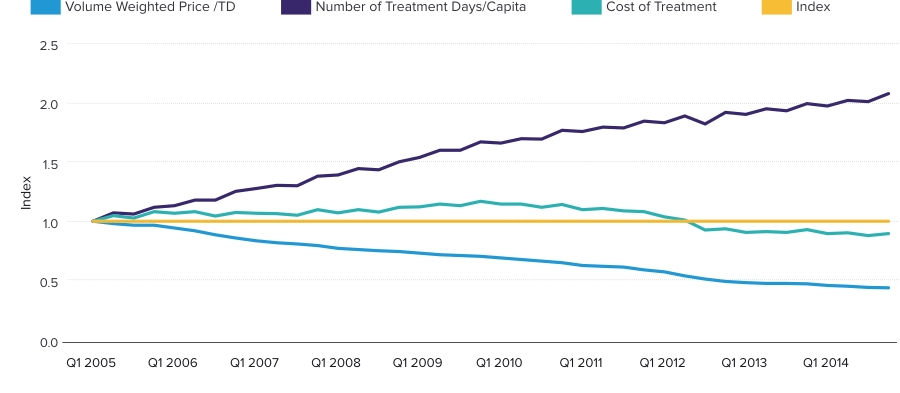 Volume Weighted Price /TD Number of Treatment Days/Capita Cost of Treatment Index
2.5
2.0
1.5
1.0
0.5
0.0
Index
Q1 2005 Q1 2006 Q1 2007 Q1 2008 Q1 2009 Q1 2010 Q1 2011 Q1 2012 Q1 2013 Q1 2014